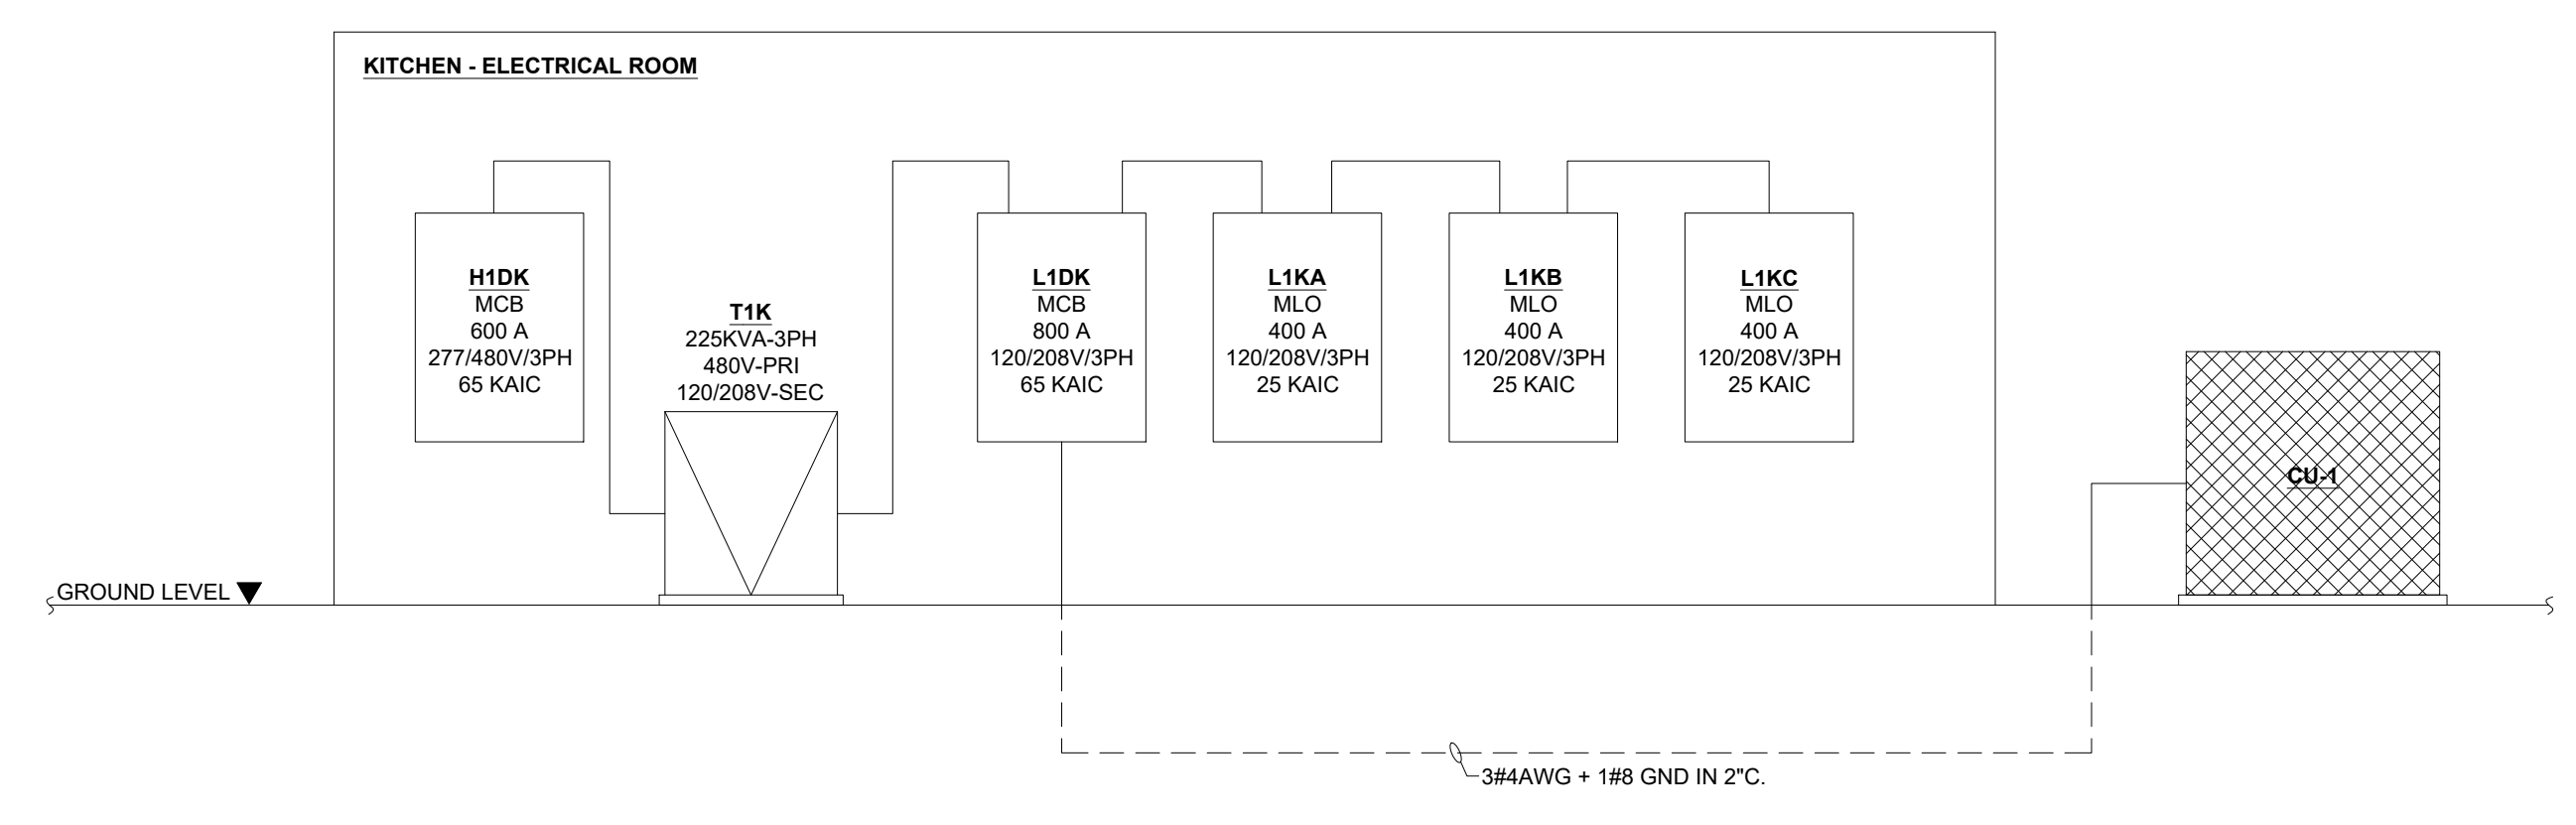 KITCHEN - ELECTRICAL ROOM
H1DK
MCB
600 A
277/480V/3PH
65 KAIC
T1K
225KVA-3PH
480V-PRI
120/208V-SEC
L1DK
MCB
800 A
120/208V/3PH
65 KAIC
L1KA
MLO
400 A
120/208V/3PH
25 KAIC
L1KB
MLO
400 A
120/208V/3PH
25 KAIC
L1KC
MLO
400 A
120/208V/3PH
25 KAIC
CU-1
GROUND LEVEL
3#4AWG + 1#8 GND IN 2"C.